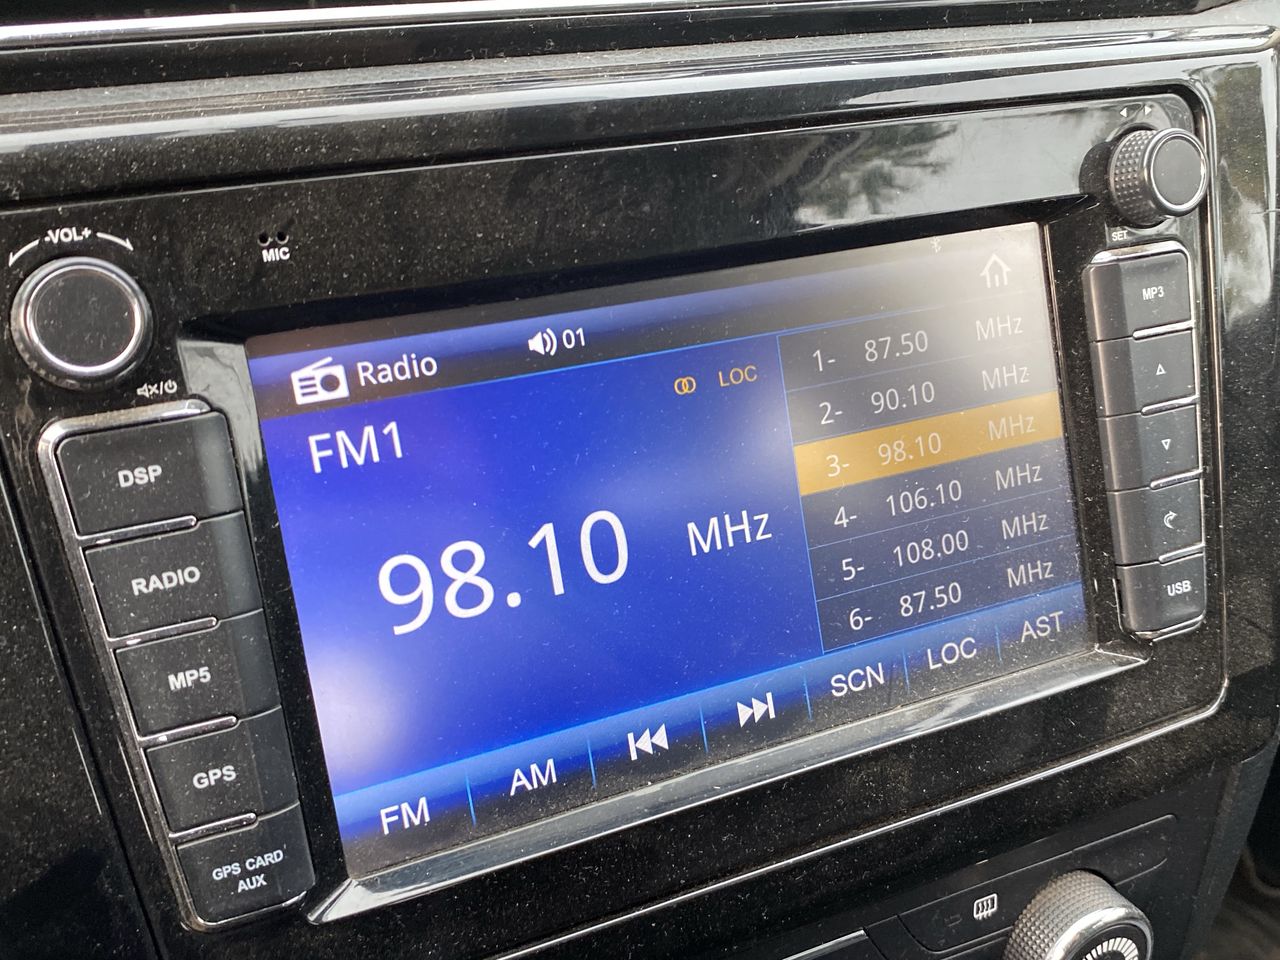 -VOL+
MIC
SET
DSP
RADIO
MP5
GPS
GPS CARD
AUX
Radio
01
LOC
FM1
98.10 MHz
1- 87.50 MHz
2- 90.10 MHz
3- 98.10 MHz
4- 106.10 MHz
5- 108.00 MHz
6- 87.50 MHz
FM
AM
SCN
LOC
AST
MP3
USB